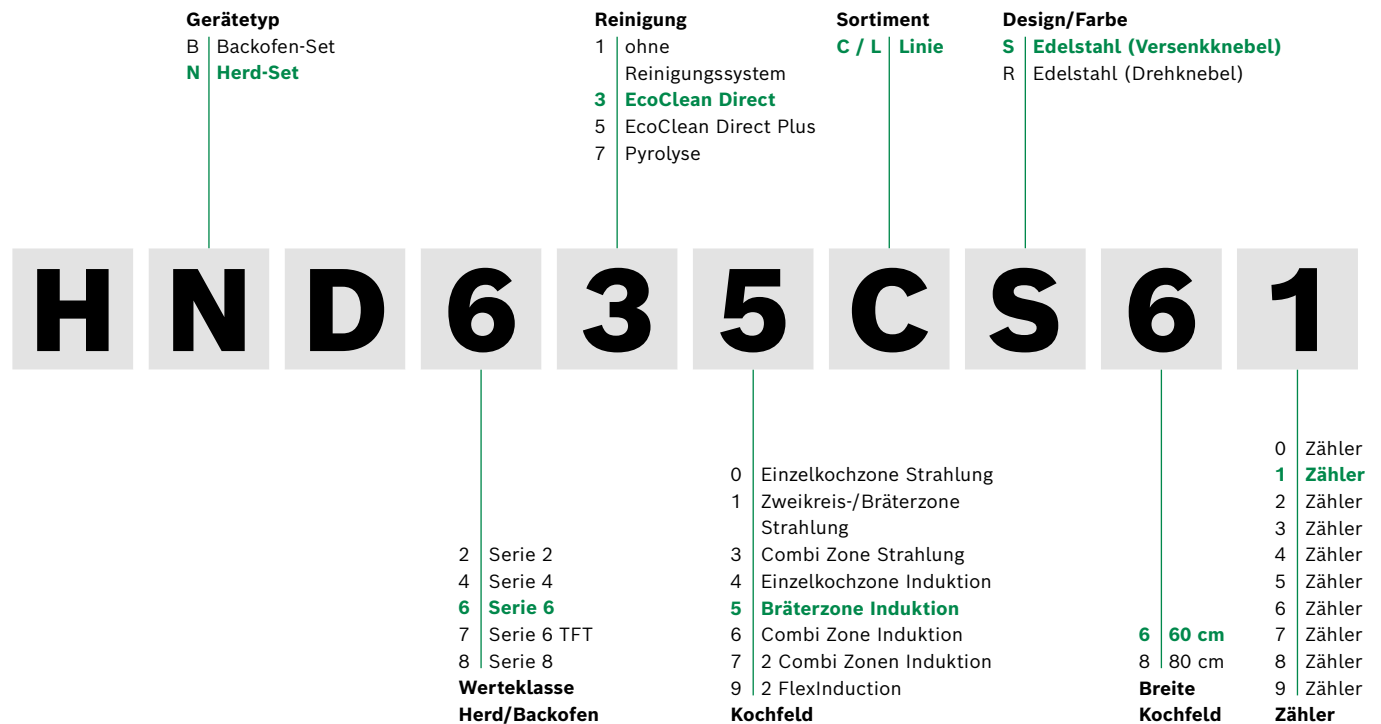 Gerätetyp
B Backofen-Set
N Herd-Set
Reinigung
1 ohne
Reinigungssystem
3 EcoClean Direct
5 EcoClean Direct Plus
7 Pyrolyse
Sortiment
C / L Linie
Design/Farbe
S Edelstahl (Versenkknebel)
R Edelstahl (Drehknebel)
H N D 6 3 5 C S 6 1
2 Serie 2
4 Serie 4
6 Serie 6
7 Serie 6 TFT
8 Serie 8
Werteklasse
Herd/Backofen
0 Einzelkochzone Strahlung
1 Zweikreis-/Bräterzone
Strahlung
3 Combi Zone Strahlung
4 Einzelkochzone Induktion
5 Bräterzone Induktion
6 Combi Zone Induktion
7 2 Combi Zonen Induktion
9 2 FlexInduction
Kochfeld
6 60 cm
8 80 cm
Breite
Kochfeld
0 Zähler
1 Zähler
2 Zähler
3 Zähler
4 Zähler
5 Zähler
6 Zähler
7 Zähler
8 Zähler
9 Zähler
Zähler